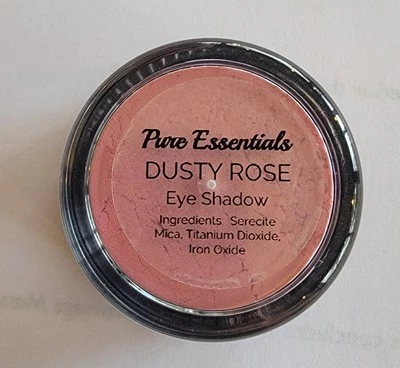 Pure Essentials
DUSTY ROSE
Eye Shadow
Ingredients Serecite
Mica, Titanium Dioxide,
Iron Oxide